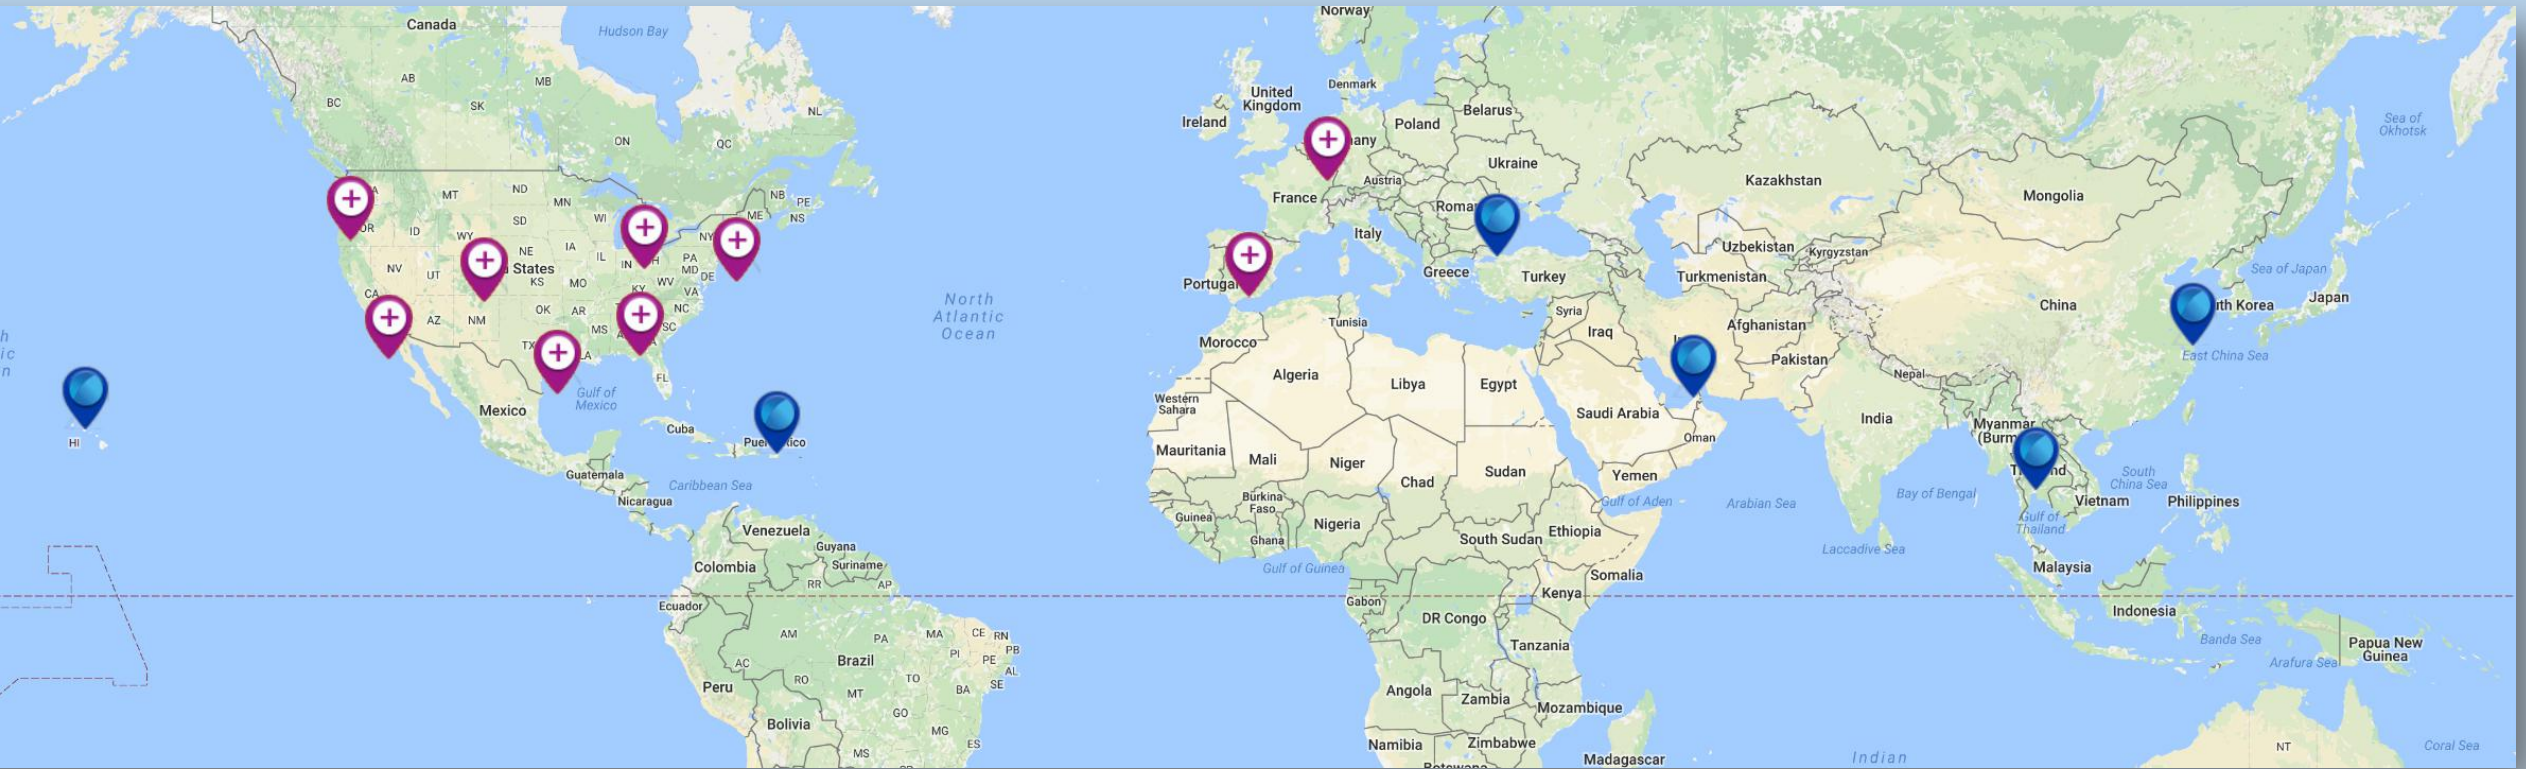 Canada
Hudson Bay
Norway
AB
MB
BC
SK
NL
ON
QC
Denmark
United
Kingdom
Ireland
Belarus
Poland
Ukraine
Austria
France
Kazakhstan
Mongolia
Sea of
Okhotsk
MT
ND
MN
NB
PE
NS
ME
SD
WI
ID
WY
NY
NE
IA
NV
UT
IL
IN
PA
MD
DE
States
KS
MO
WV
VA
KY
CA
AZ
NM
OK
AR
NC
MS
SC
TX
LA
FL
Italy
Greece
Turkey
Uzbekistan
Kyrgyzstan
Turkmenistan
Sea of Japan
China
Japan
North
Atlantic
Ocean
Tunisia
Syria
Iraq
Afghanistan
Morocco
Pakistan
East China Sea
Nepal
Algeria
Libya
Egypt
Western
Sahara
Saudi Arabia
India
Gulf of
Mexico
Mexico
Cuba
HI
Oman
Mauritania
Mali
Niger
Chad
Sudan
Yemen
Myanmar
Guatemala
Caribbean Sea
Nicaragua
Burkina
Faso
Guinea
Ghana
Nigeria
South Sudan
Ethiopia
Gulf of Aden
Arabian Sea
Bay of Bengal
South
China Sea
Vietnam
Philippines
Gulf of
Thailand
Laccadive Sea
Venezuela
Guyana
Suriname
Colombia
RR
AP
Gulf of Guinea
Somalia
Malaysia
Ecuador
Gabon
Kenya
DR Congo
Indonesia
AM
PA
MA
CE
RN
PB
PI
PE
AL
SE
Tanzania
Banda Sea
Arafura Sea
Papua New
Guinea
AC
Brazil
Peru
RO
TO
MT
BA
Angola
Zambia
Mozambique
Bolivia
GO
MG
ES
MS
Namibia
Zimbabwe
Botswana
Madagascar
Indian
NT
Coral Sea